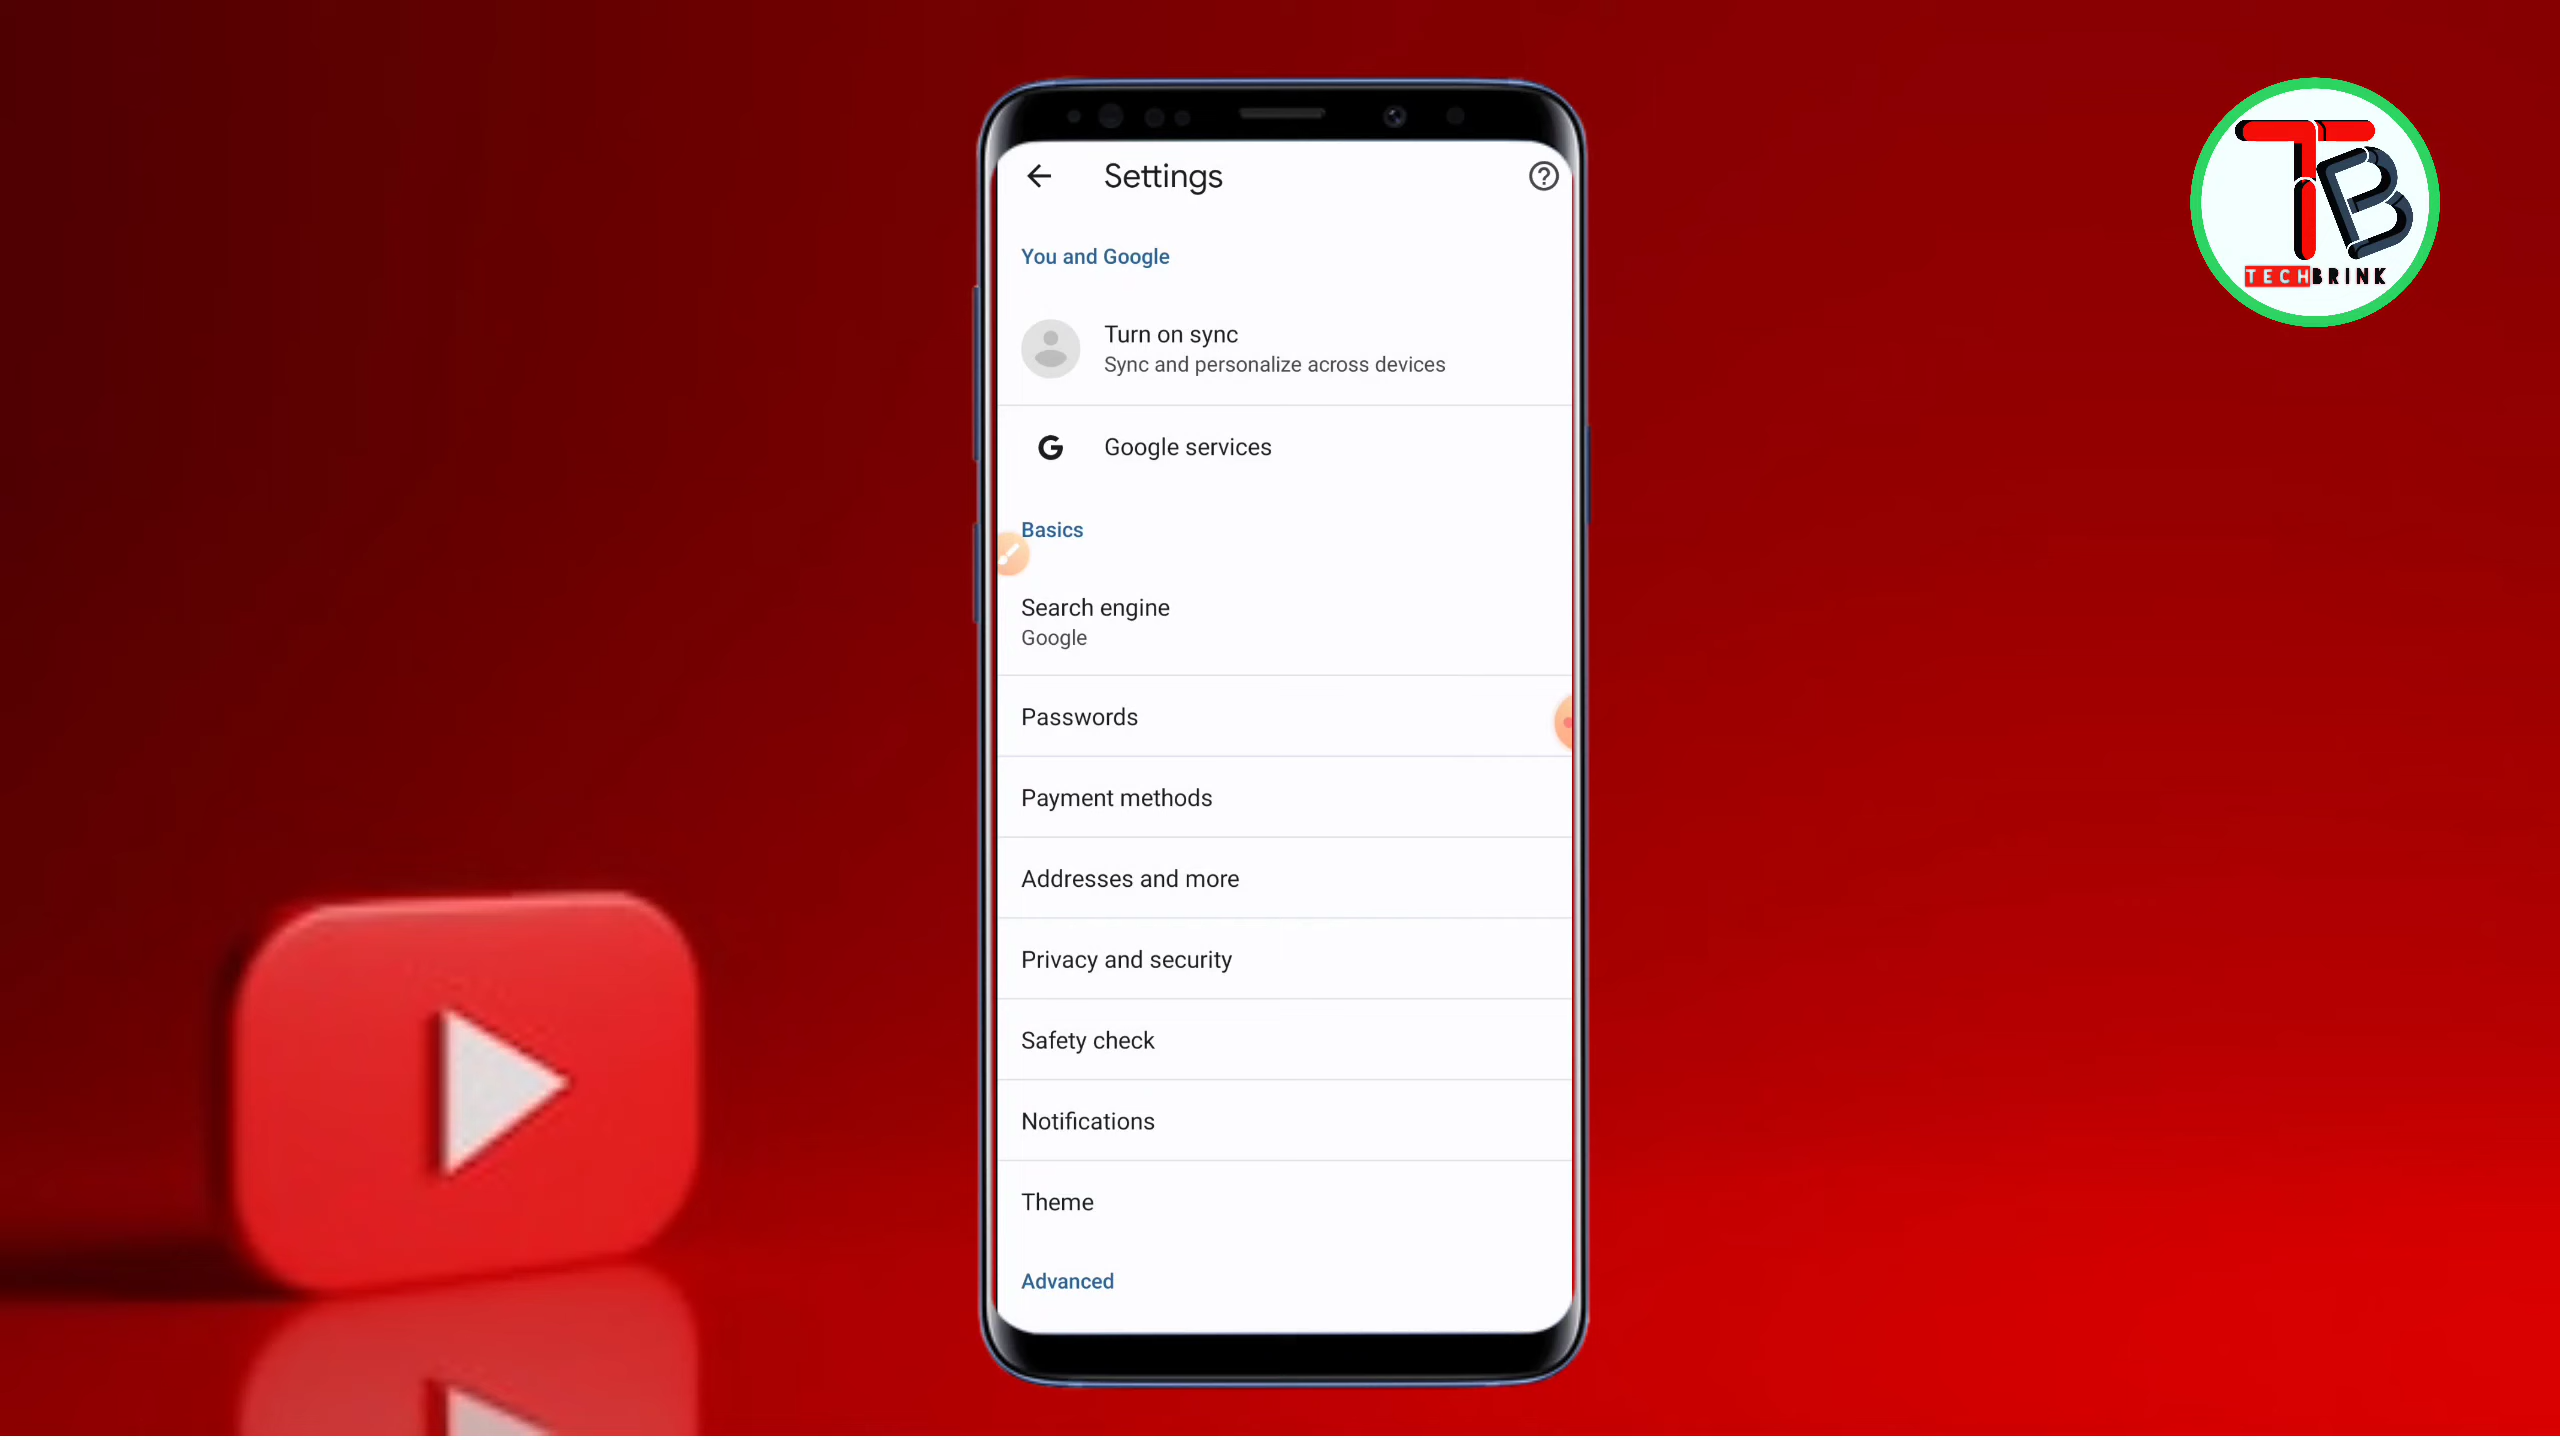 Settings
You and Google
Turn on sync
Sync and personalize across devices
Google services
Basics
Search engine
Google
Passwords
Payment methods
Addresses and more
Privacy and security
Safety check
Notifications
Theme
Advanced
TB
TECHBRINK